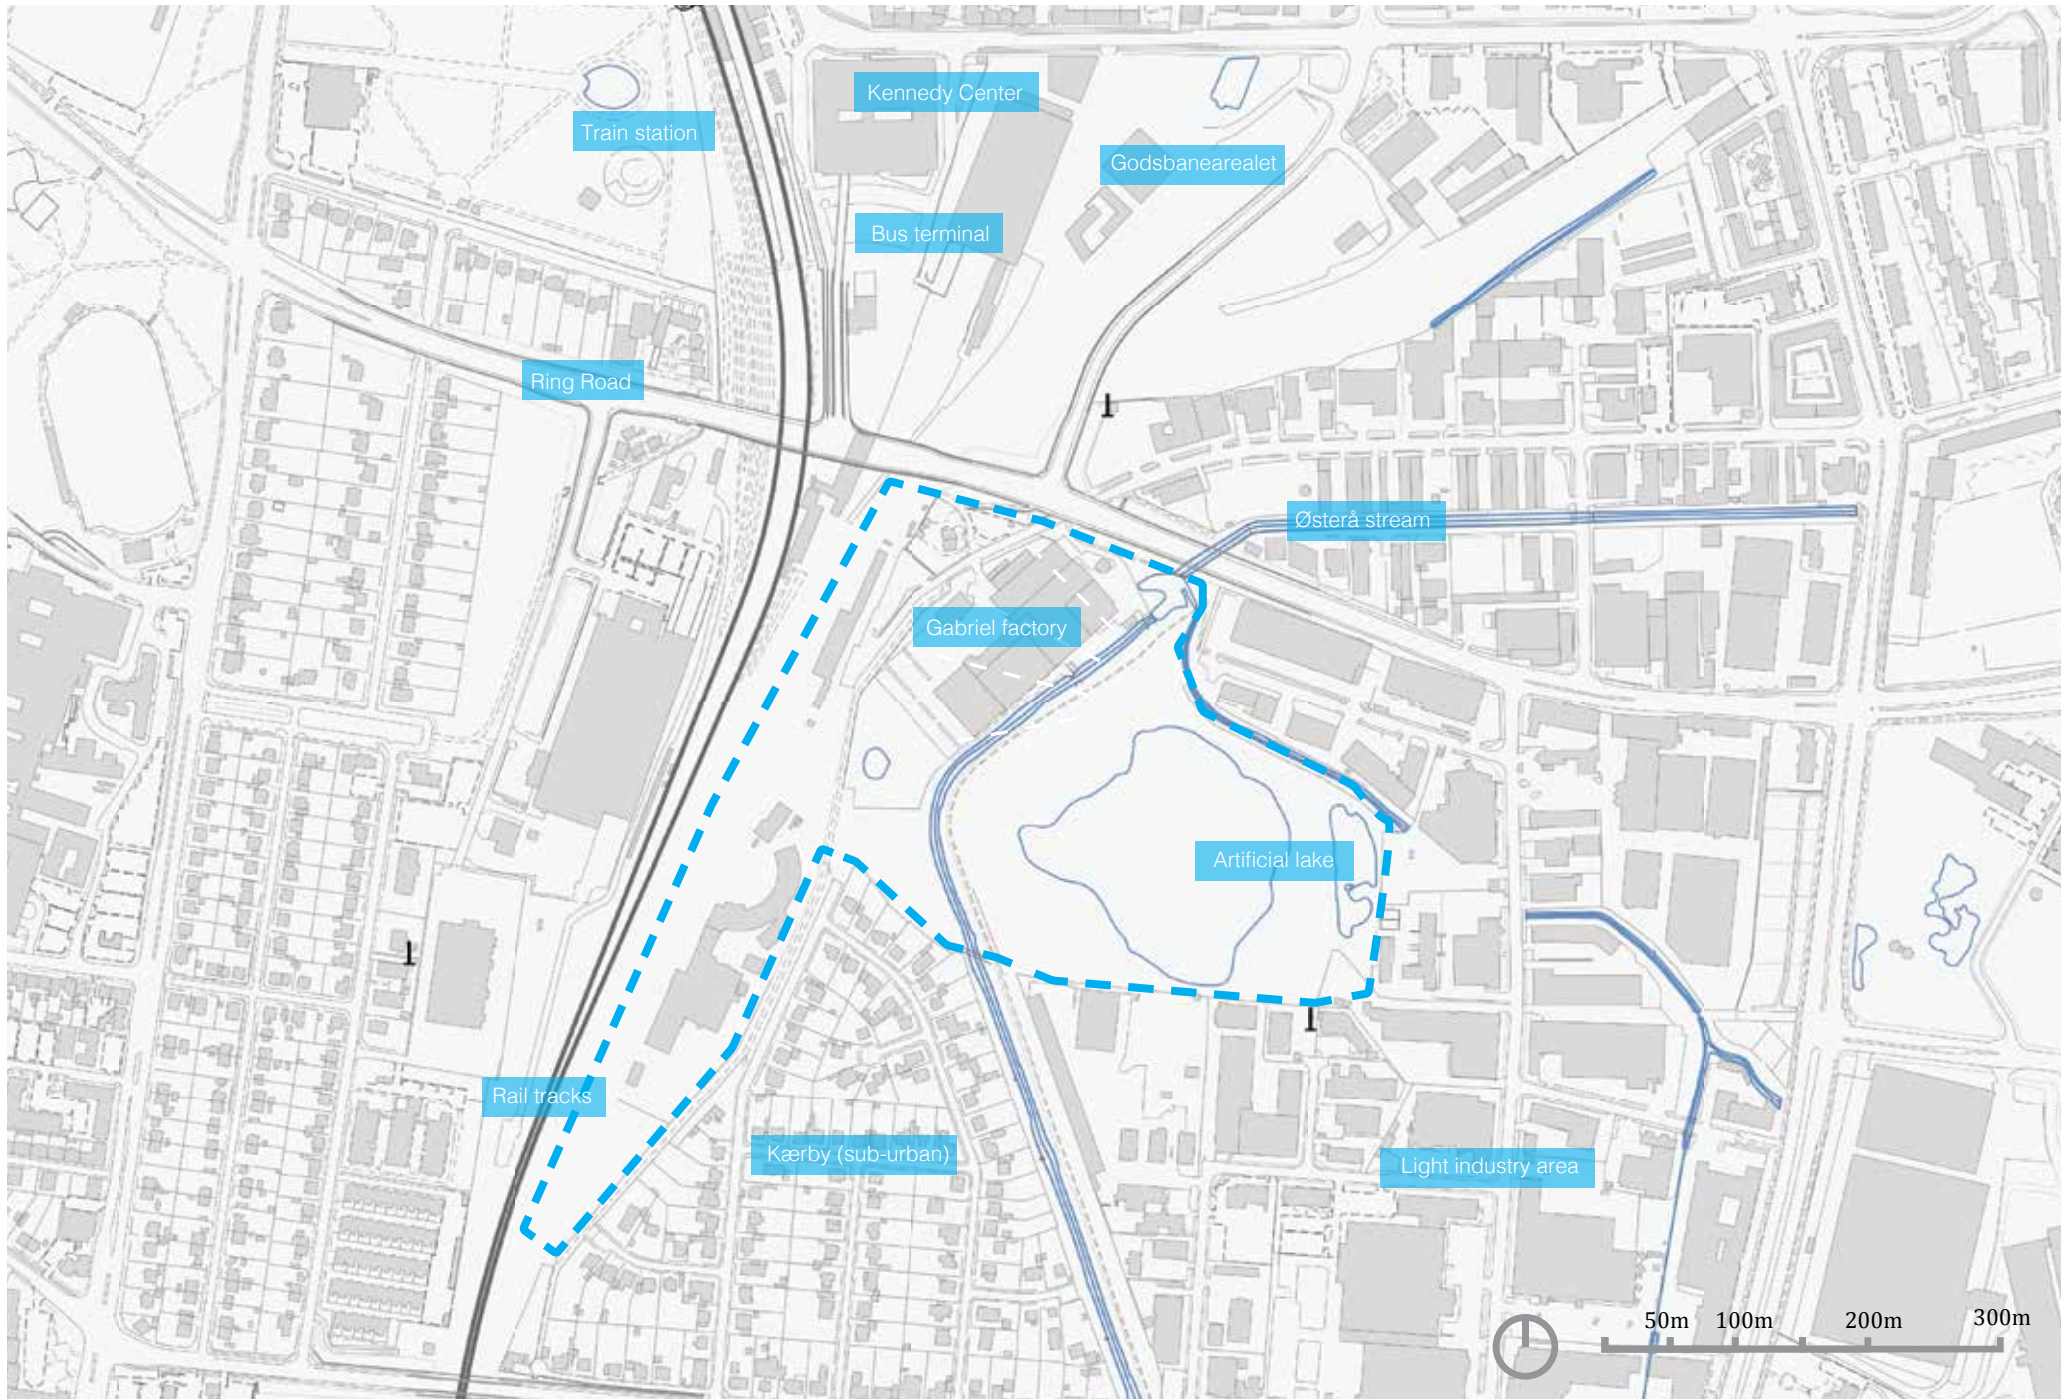 Kennedy Center
Train station
Godsbanearealet
Bus terminal
Ring Road
Østerå stream
Gabriel factory
Artificial lake
Rail tracks
Kærby (sub-urban)
Light industry area
50m 100m 200m 300m